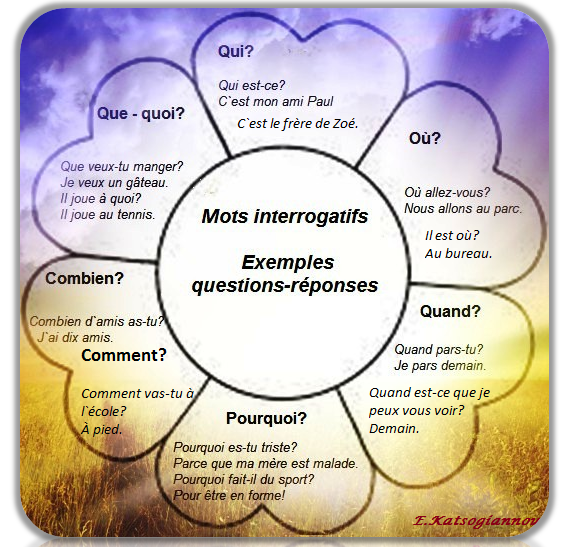 Qui?
Qui est-ce?
C`est mon ami Paul
C`est le frère de Zoé.
Que - quoi?
Que veux-tu manger?
Je veux un gâteau.
Il joue à quoi?
Il joue au tennis.
Où?
Où allez-vous?
Nous allons au parc.
Il est où?
Au bureau.
Mots interrogatifs
Exemples
questions-réponses
Combien?
Combien d`amis as-tu?
J`ai dix amis.
Comment?
Comment vas-tu à
l`école?
À pied.
Quand?
Quand pars-tu?
Je pars demain.
Quand est-ce que je
peux vous voir?
Demain.
Pourquoi?
Pourquoi es-tu triste?
Parce que ma mère est malade.
Pourquoi fait-il du sport?
Pour être en forme!
E.Katsogiannov